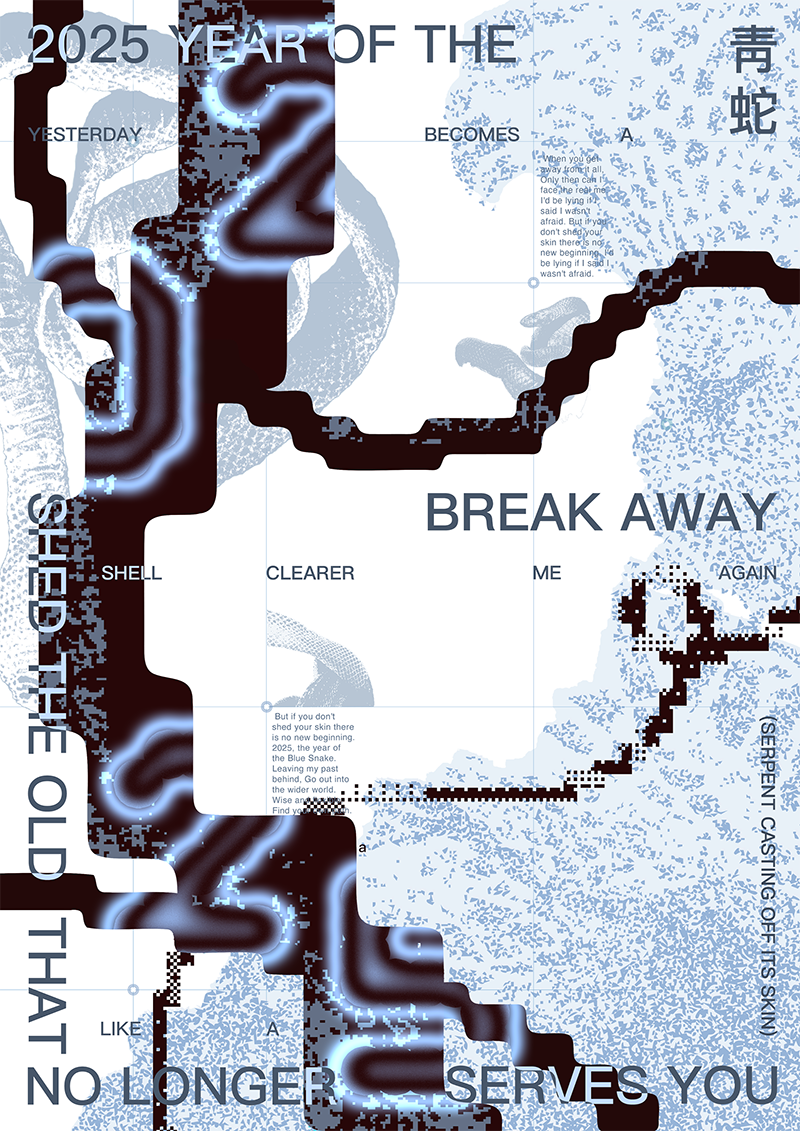 2025 YEAR OF THE
青蛇
YESTERDAY BECOMES A
When you get
away from it all.
Only then can I
face the real me.
I'd be lying if I
said I wasn't
afraid. But if you
don't shed your
skin there is no
new beginning. I'd
be lying if I said I
wasn't afraid.
BREAK AWAY
SHELL CLEARER ME AGAIN
SHED THE OLD THAT
But if you don't
shed your skin there
is no new beginning.
2025, the year of
the Blue Snake.
Leaving my past
behind, Go out into
the wider world.
Wise
Find
a
(SERPENT CASTING OFF ITS SKIN)
LIKE A
NO LONGER SERVES YOU